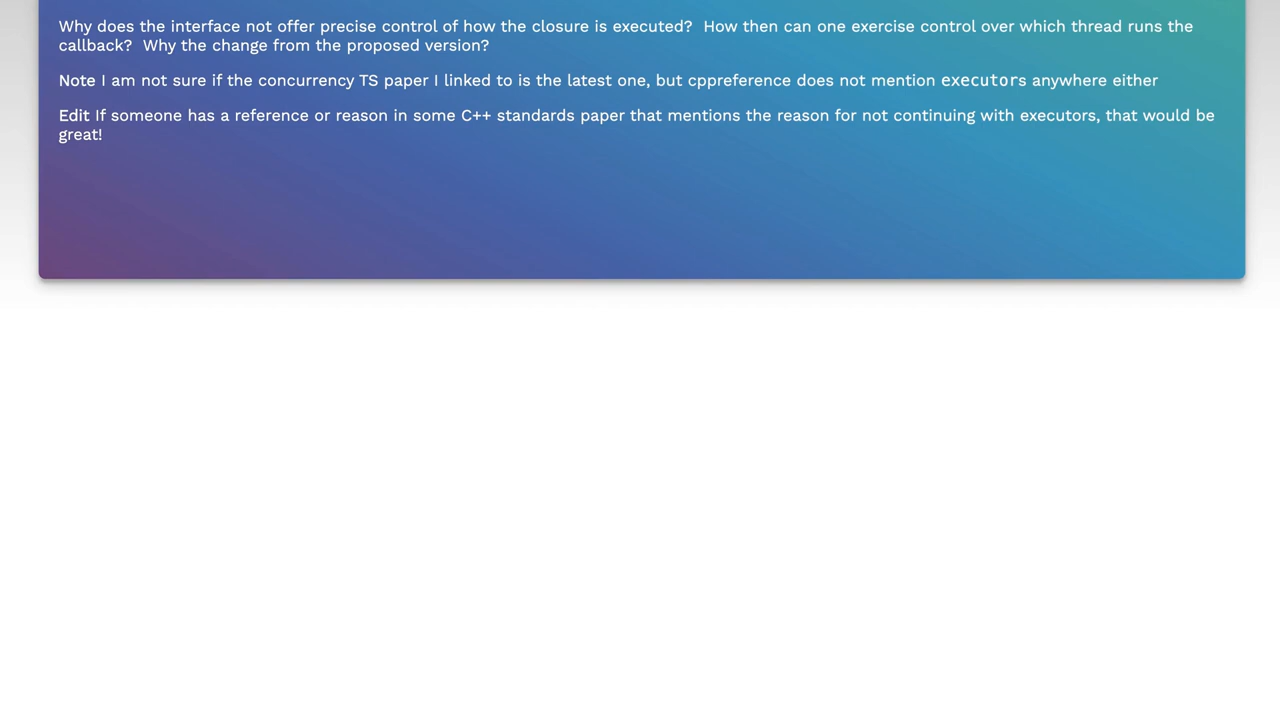 Why does the interface not offer precise control of how the closure is executed?  How then can one exercise control over which thread runs the
callback?  Why the change from the proposed version?
Note I am not sure if the concurrency TS paper I linked to is the latest one, but cppreference does not mention executors anywhere either
Edit If someone has a reference or reason in some C++ standards paper that mentions the reason for not continuing with executors, that would be
great!